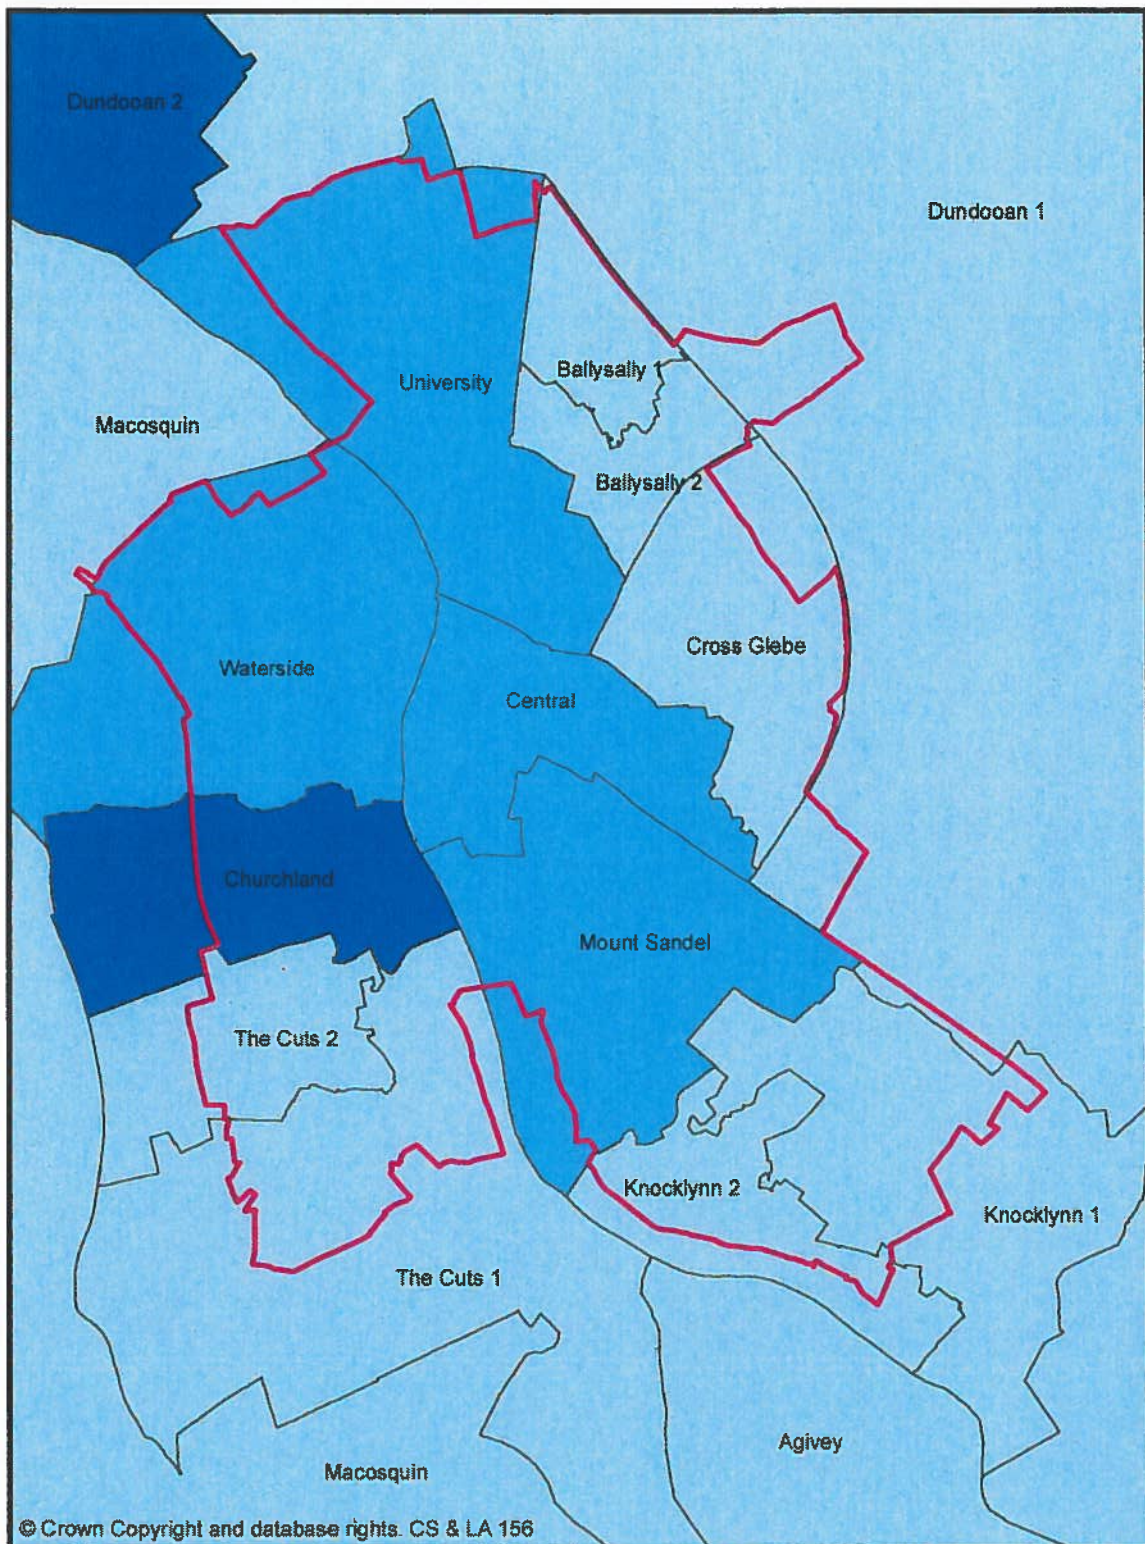 Dundooan 2
Dundooan 1
University
Ballysally 1
Macosquin
Ballysally 2
Cross Glebe
Waterside
Central
Churchland
Mount Sandel
The Cuts 2
Knocklynn 2
Knocklynn 1
The Cuts 1
Agivey
Macosquin
© Crown Copyright and database rights. CS & LA 156